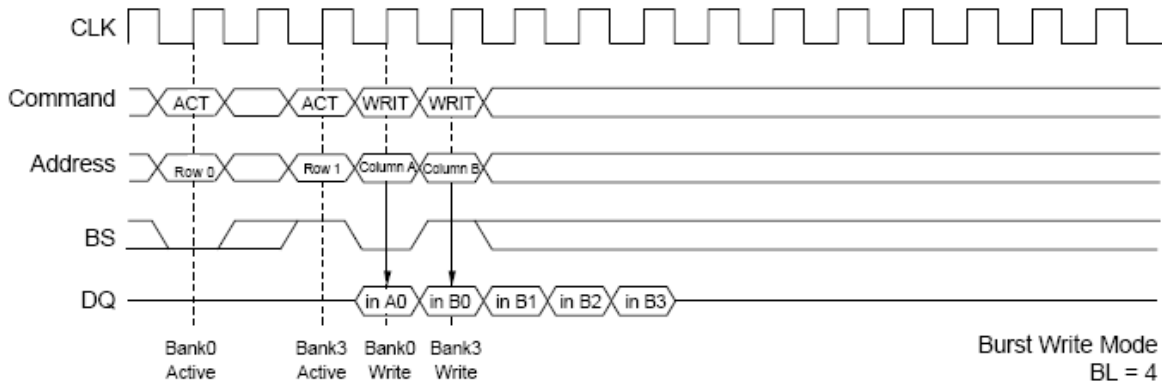 CLK
Command ACT ACT WRIT WRIT
Address Row 0 Row 1 Column A Column B
BS
DQ in A0 in B0 in B1 in B2 in B3
Bank0 Bank3 Bank0 Bank3
Active Active Write Write
Burst Write Mode
BL = 4